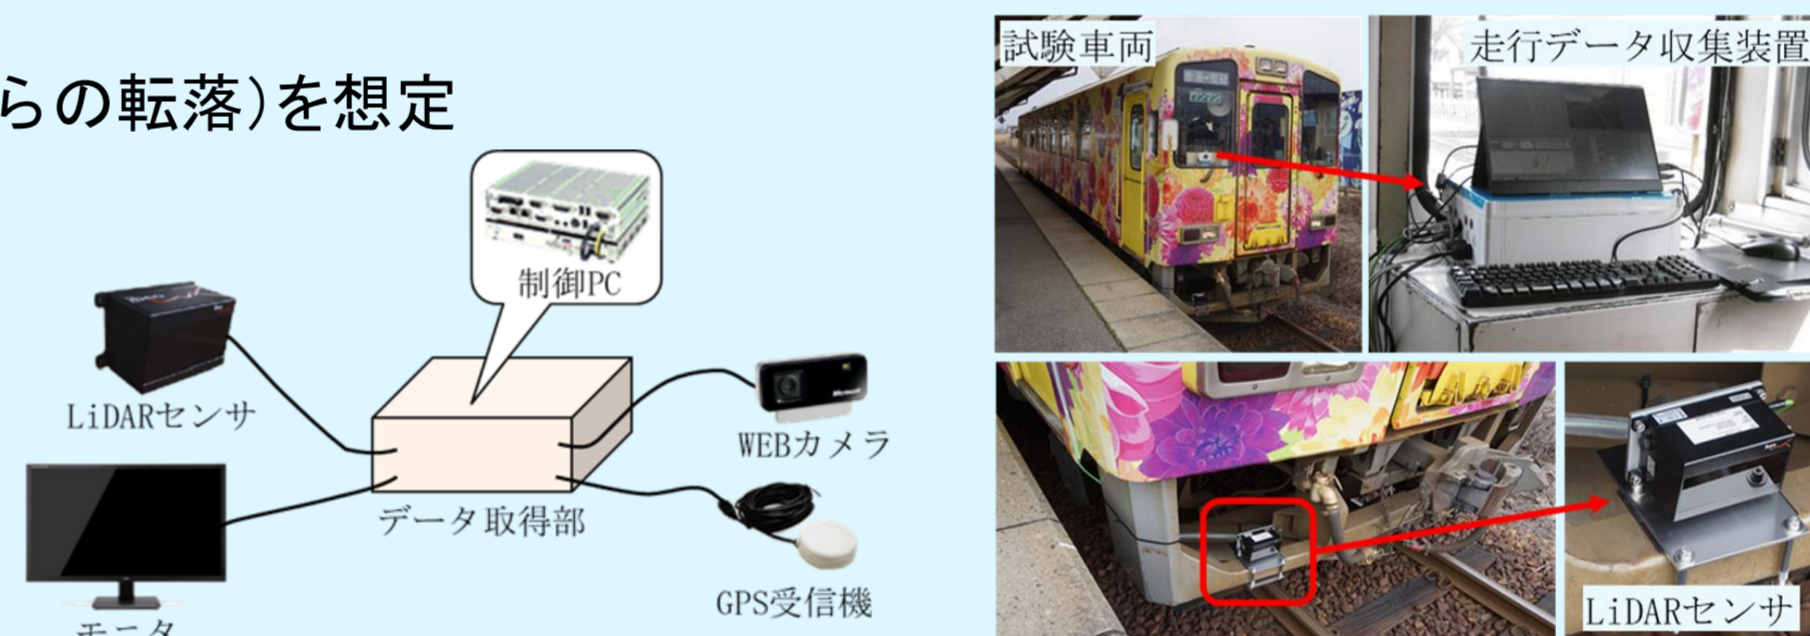 らの転落)を想定
制御PC
LiDARセンサ
WEBカメラ
データ取得部
GPS受信機
モニタ
試験車両
走行データ収集装置
LiDARセンサ